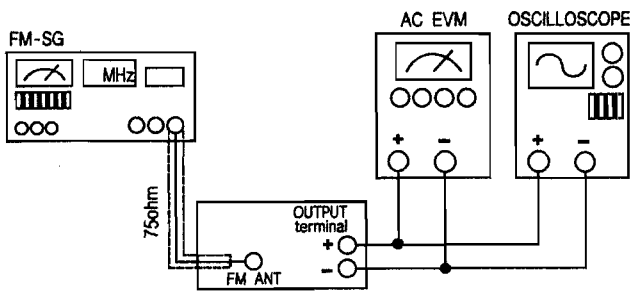 AC EVM
OSCILLOSCOPE
FM-SG
MHz
+ −
+ −
75ohm
OUTPUT
terminal
+
−
FM ANT